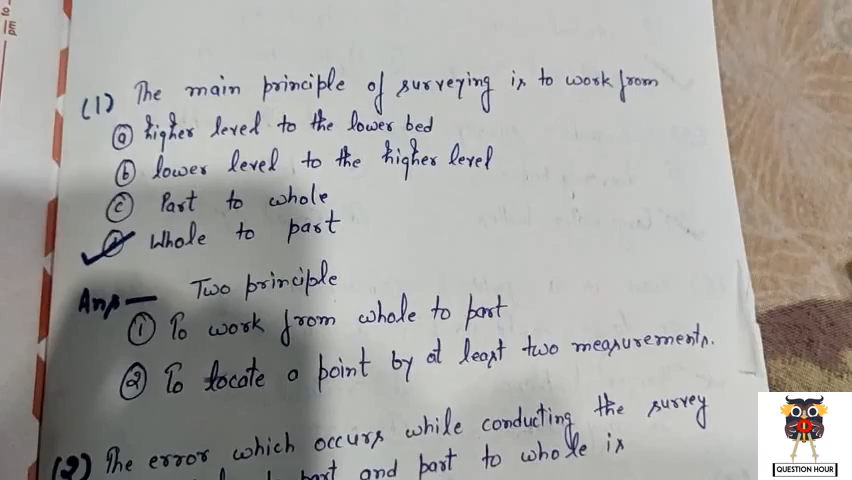 (1) The main principle of surveying is to work from
(a) higher level to the lower bed
(b) lower level to the higher level
(c) Part to whole
Whole to part
Ans — Two principle
(1) To work from whole to part
(2) To locate a point by at least two measurements.
(2) The error which occurs while conducting the survey
part and part to whole is
QUESTION HOUR